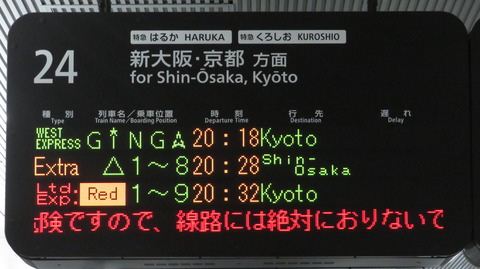 特急 はるか HARUKA 特急 くろしお KUROSHIO
24 新大阪・京都 方面
for Shin-Ōsaka, Kyōto
種別 列車名／乗車位置 時刻 行先 遅れ
Type Train Name/Boarding Position Departure Time Destination Delay
WEST EXPRESS GINGA 20:18 Kyoto
Extra △1～8 20:28 Shin-Osaka
Ltd. Exp. Red 1～9 20:32 Kyoto
険ですので、線路には絶対におりないで